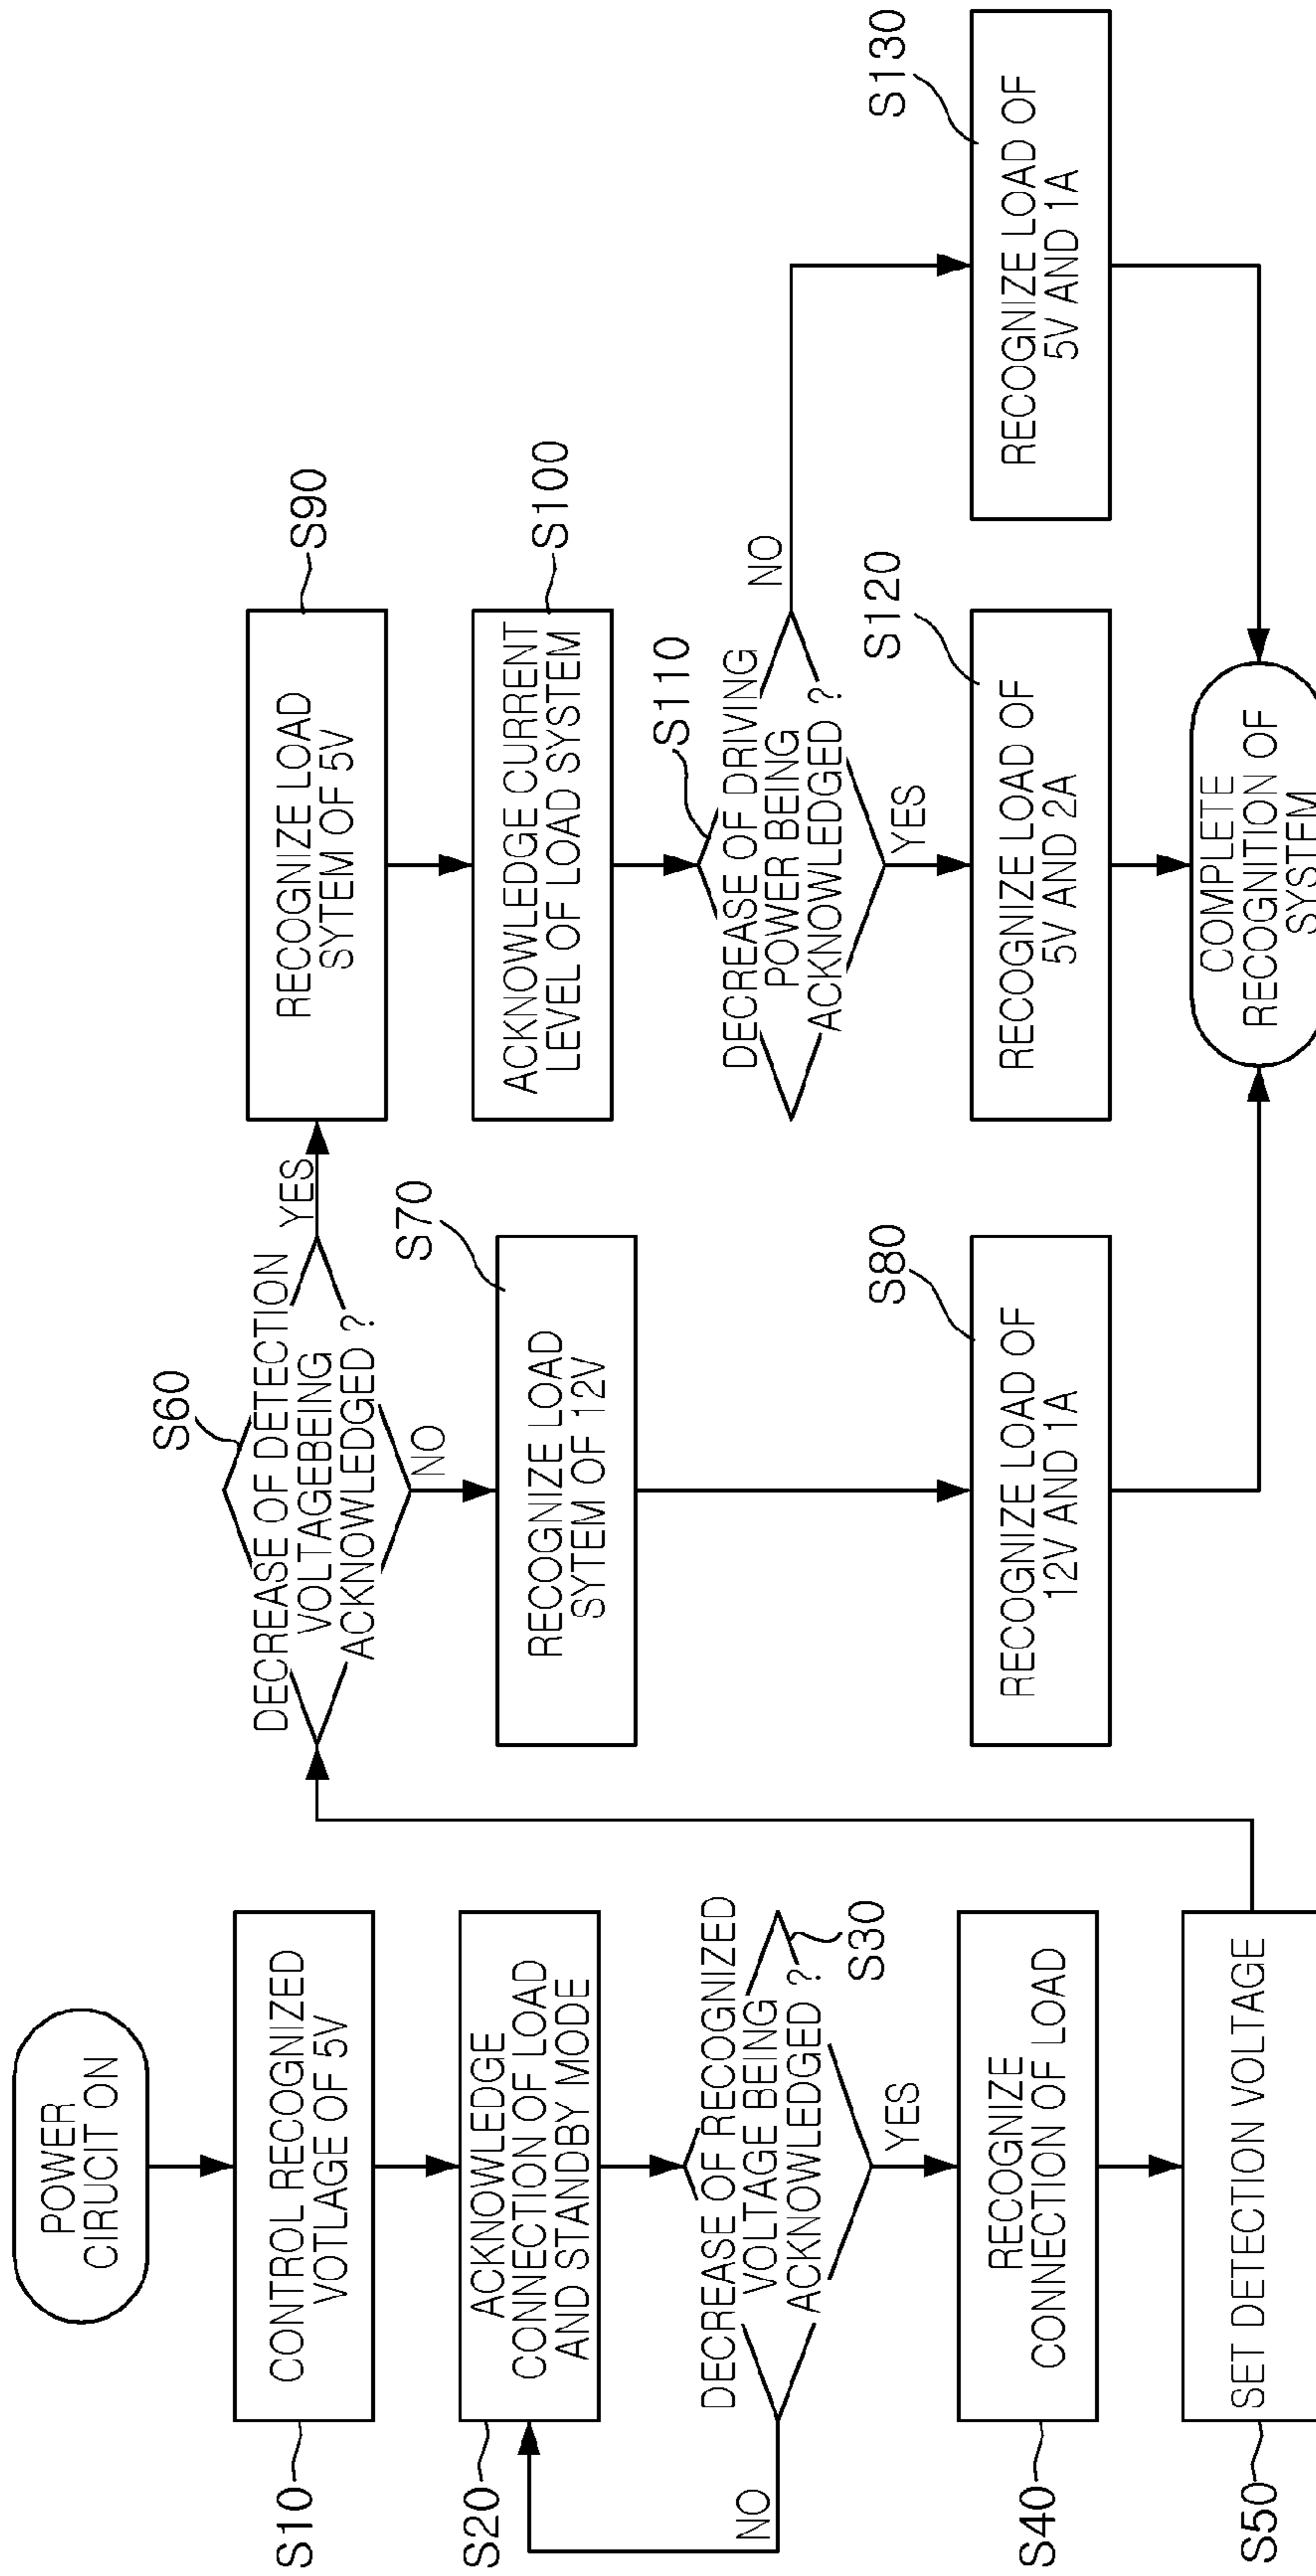 POWER
CIRUCIT ON
S10
CONTROL RECOGNIZED
VOTLAGE OF 5V
S20
ACKNOWLEDGE
CONNECTION OF LOAD
AND STANDBY MODE
DECREASE OF RECOGNIZED
VOLTAGE BEING
ACKNOWLEDGED ?
S30
NO
YES
S40
RECOGNIZE
CONNECTION OF LOAD
S50
SET DETECTION VOLTAGE
S60
DECREASE OF DETECTION
VOLTAGEBEING
ACKNOWLEDGED ?
YES
NO
S70
RECOGNIZE LOAD
SYTEM OF 12V
S80
RECOGNIZE LOAD OF
12V AND 1A
S90
RECOGNIZE LOAD
SYTEM OF 5V
S100
ACKNOWLEDGE CURRENT
LEVEL OF LOAD SYSTEM
S110
DECREASE OF DRIVING
POWER BEING
ACKNOWLEDGED ?
NO
YES
S120
RECOGNIZE LOAD OF
5V AND 2A
S130
RECOGNIZE LOAD OF
5V AND 1A
COMPLETE
RECOGNITION OF
SYSTEM